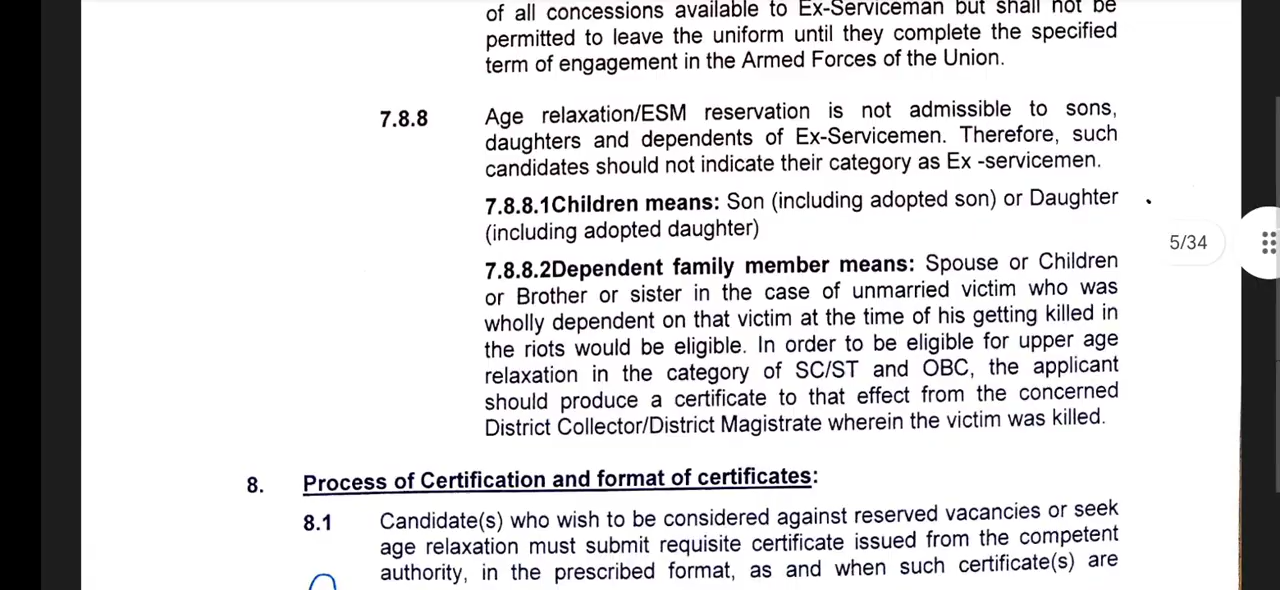 of all concessions available to Ex-Serviceman but shall not be
permitted to leave the uniform until they complete the specified
term of engagement in the Armed Forces of the Union.
7.8.8 Age relaxation/ESM reservation is not admissible to sons,
daughters and dependents of Ex-Servicemen. Therefore, such
candidates should not indicate their category as Ex -servicemen.
7.8.8.1Children means: Son (including adopted son) or Daughter
(including adopted daughter)
5/34
7.8.8.2Dependent family member means: Spouse or Children
or Brother or sister in the case of unmarried victim who was
wholly dependent on that victim at the time of his getting killed in
the riots would be eligible. In order to be eligible for upper age
relaxation in the category of SC/ST and OBC, the applicant
should produce a certificate to that effect from the concerned
District Collector/District Magistrate wherein the victim was killed.
8. Process of Certification and format of certificates:
8.1 Candidate(s) who wish to be considered against reserved vacancies or seek
age relaxation must submit requisite certificate issued from the competent
authority, in the prescribed format, as and when such certificate(s) are